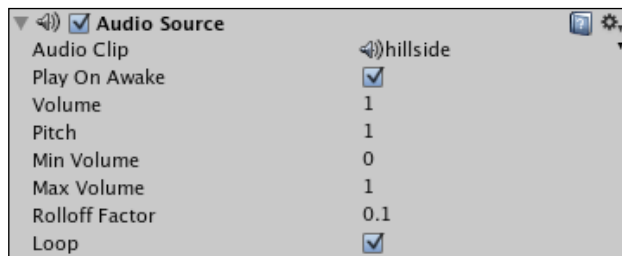 Audio Source
Audio Clip hillside
Play On Awake
Volume 1
Pitch 1
Min Volume 0
Max Volume 1
Rolloff Factor 0.1
Loop